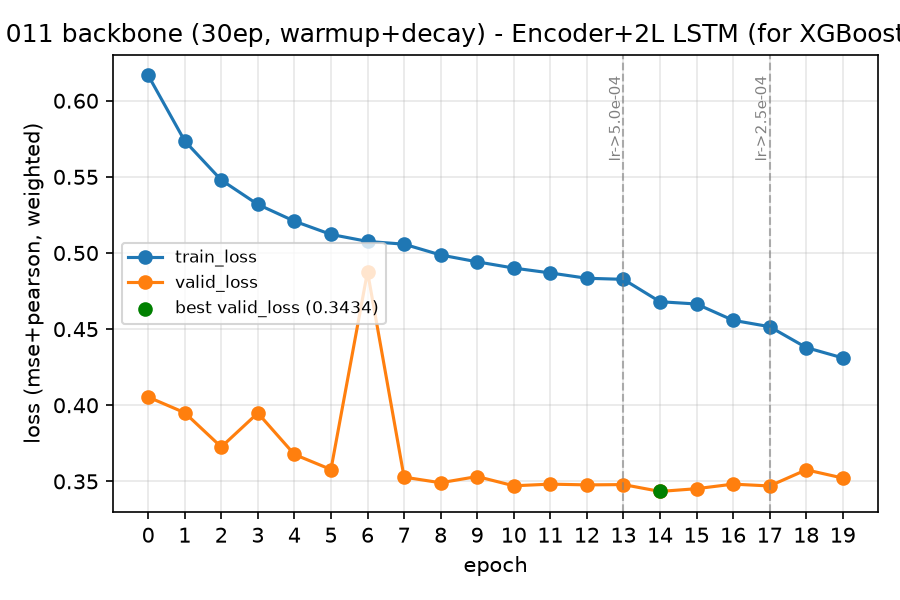 011 backbone (30ep, warmup+decay) - Encoder+2L LSTM (for XGBoost
loss (mse+pearson, weighted)
0.60
0.55
0.50
0.45
0.40
0.35
lr->5.0e-04
lr->2.5e-04
train_loss
valid_loss
best valid_loss (0.3434)
0 1 2 3 4 5 6 7 8 9 10 11 12 13 14 15 16 17 18 19
epoch